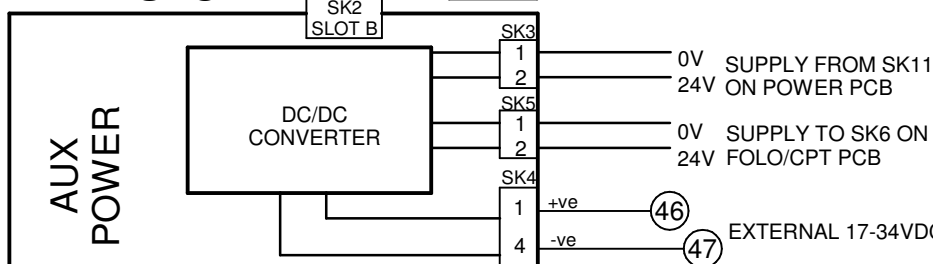 SK2
SLOT B
AUX
POWER
DC/DC
CONVERTER
SK3
1
2
0V
24V
SUPPLY FROM SK11
ON POWER PCB
SK5
1
2
0V
24V
SUPPLY TO SK6 ON
FOLO/CPT PCB
SK4
1
+ve
46
4
-ve
47
EXTERNAL 17-34VDC